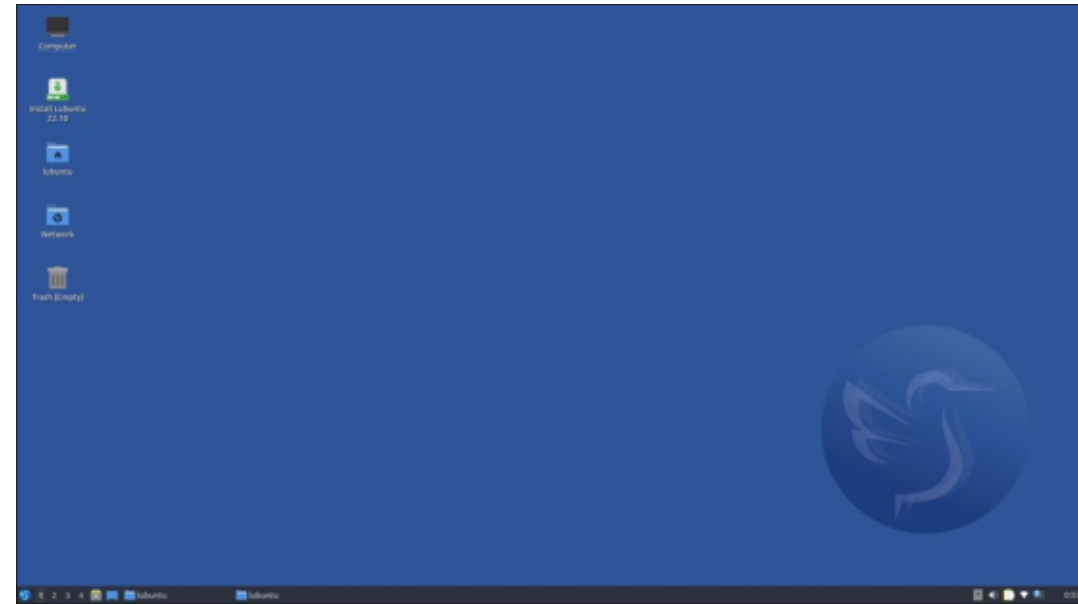 Computer
Install Lubuntu
22.10
lubuntu
Network
Trash (Empty)
1 2 3 4 lubuntu lubuntu